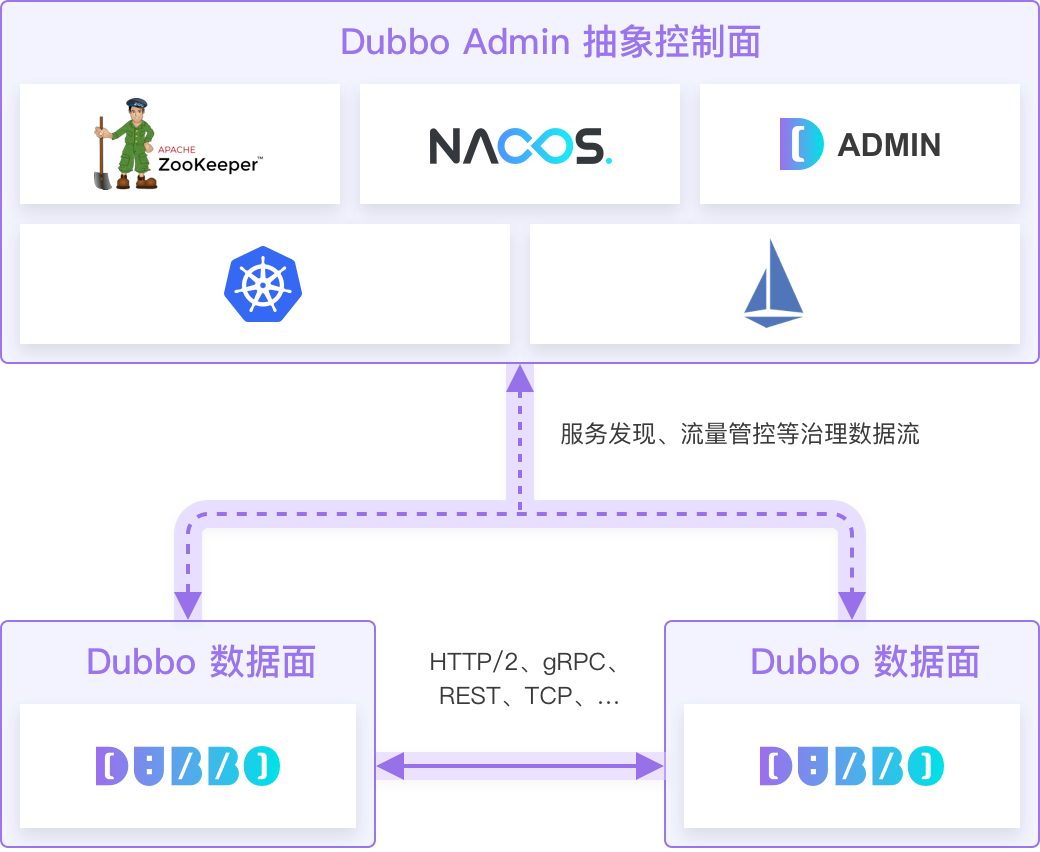 Dubbo Admin 抽象控制面
APACHE
ZooKeeper™
NACOS.
ADMIN
服务发现、流量管控等治理数据流
Dubbo 数据面
HTTP/2、gRPC、
REST、TCP、…
Dubbo 数据面
DUBBO
DUBBO